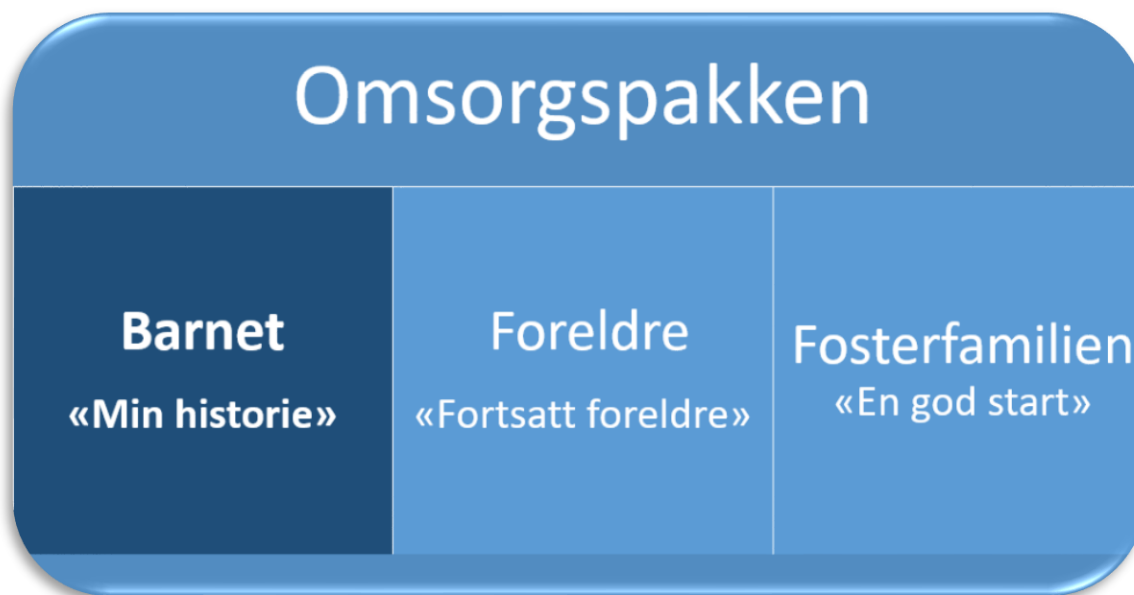 Omsorgspakken
Barnet
«Min historie»
Foreldre
«Fortsatt foreldre»
Fosterfamilien
«En god start»